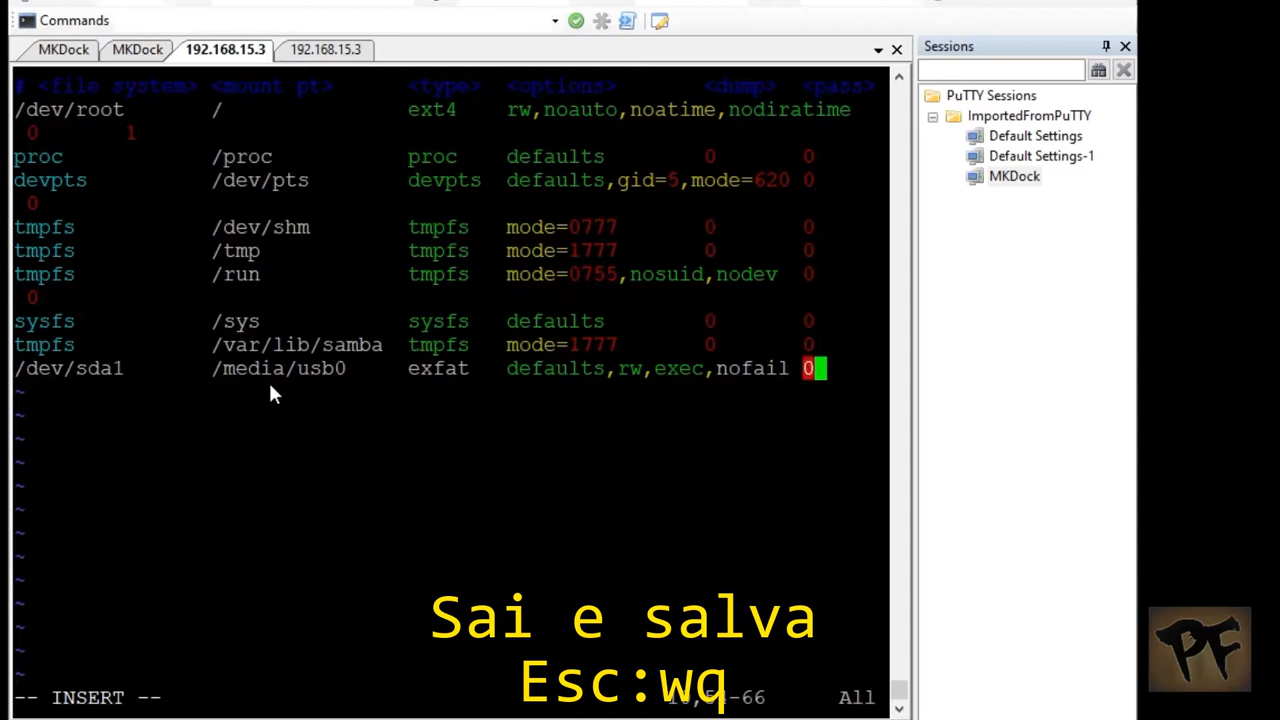 Commands
MKDock MKDock 192.168.15.3 192.168.15.3
Sessions
# <file system> <mount pt> <type> <options> <dump> <pass>
/dev/root / ext4 rw,noauto,noatime,nodiratime
0 1
proc /proc proc defaults 0 0
devpts /dev/pts devpts defaults,gid=5,mode=620 0
0
tmpfs /dev/shm tmpfs mode=0777 0 0
tmpfs /tmp tmpfs mode=1777 0 0
tmpfs /run tmpfs mode=0755,nosuid,nodev 0
0
sysfs /sys sysfs defaults 0 0
tmpfs /var/lib/samba tmpfs mode=1777 0 0
/dev/sda1 /media/usb0 exfat defaults,rw,exec,nofail 0
~
~
~
~
~
~
~
~
~
~
~
~
~
-- INSERT -- All
PuTTY Sessions
ImportedFromPuTTY
Default Settings
Default Settings-1
MKDock
Sai e salva
Esc:wq
PF